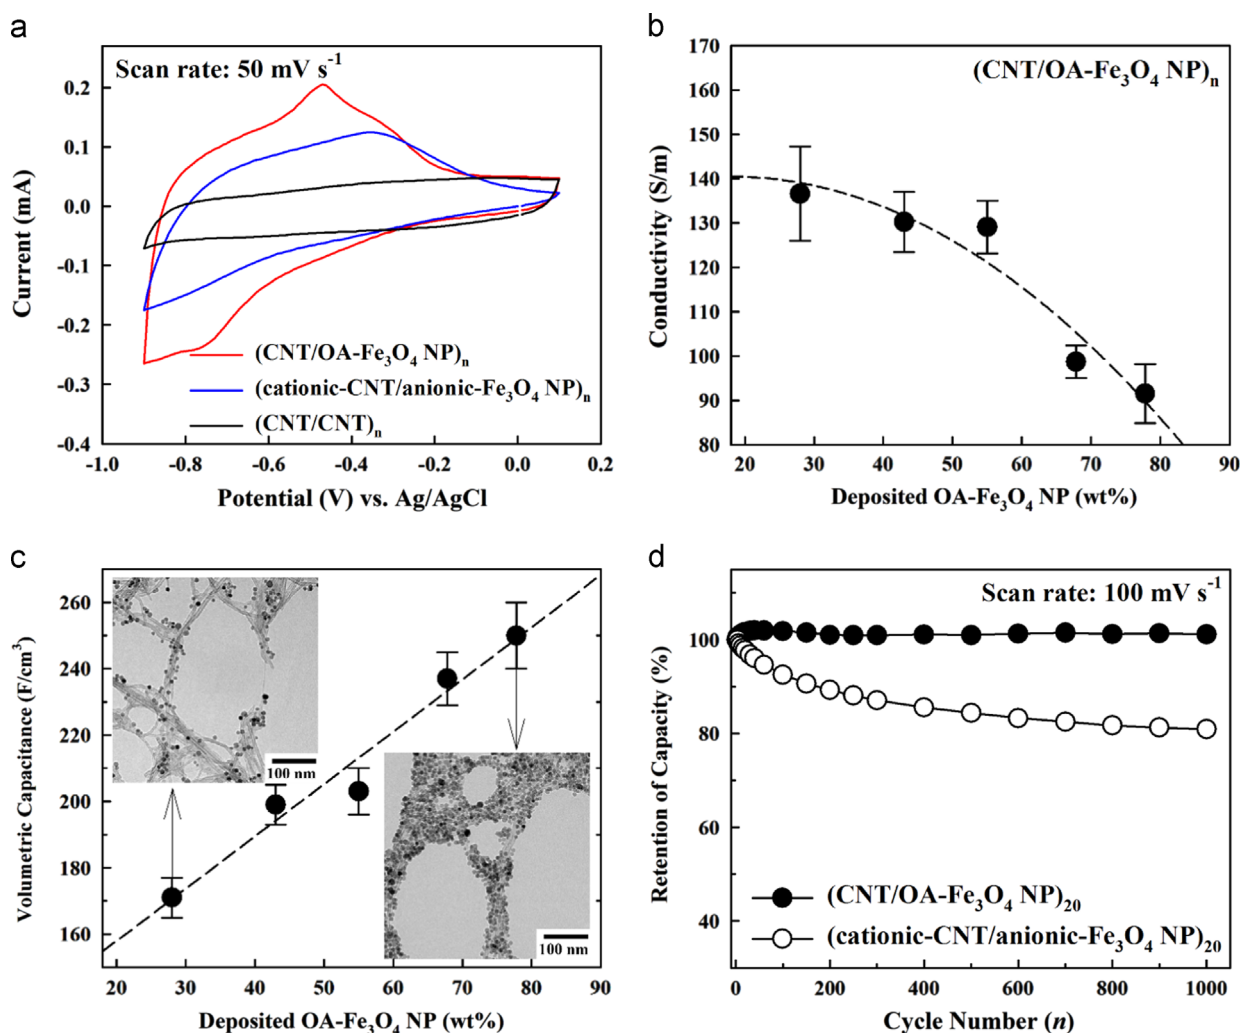 a
Scan rate: 50 mV s⁻¹
0.2
0.1
0.0
-0.1
-0.2
-0.3
-0.4
Current (mA)
(CNT/OA-Fe₃O₄ NP)ₙ
(cationic-CNT/anionic-Fe₃O₄ NP)ₙ
(CNT/CNT)ₙ
-1.0 -0.8 -0.6 -0.4 -0.2 0.0 0.2
Potential (V) vs. Ag/AgCl
b
(CNT/OA-Fe₃O₄ NP)ₙ
170
160
150
140
130
120
110
100
90
80
Conductivity (S/m)
20 30 40 50 60 70 80 90
Deposited OA-Fe₃O₄ NP (wt%)
c
260
240
220
200
180
160
Volumetric Capacitance (F/cm³)
100 nm
100 nm
20 30 40 50 60 70 80 90
Deposited OA-Fe₃O₄ NP (wt%)
d
Scan rate: 100 mV s⁻¹
120
100
80
60
40
Retention of Capacity (%)
(CNT/OA-Fe₃O₄ NP)₂₀
(cationic-CNT/anionic-Fe₃O₄ NP)₂₀
0 200 400 600 800 1000
Cycle Number (n)